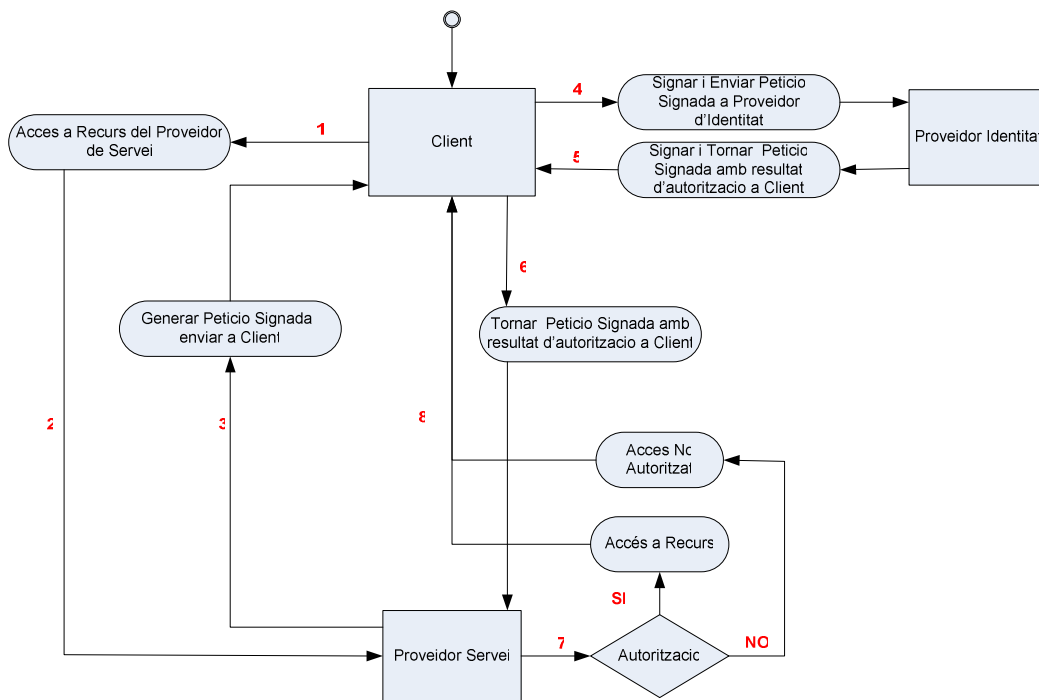 4
Signar i Enviar Peticio
Signada a Proveidor
d'Identitat
1
Acces a Recurs del Proveidor
de Servei
Client
Proveidor Identitat
5
Signar i Tornar Peticio
Signada amb resultat
d'autoritzacio a Client
6
Generar Peticio Signada
enviar a Client
Tornar Peticio Signada amb
resultat d'autoritzacio a Client
2
3
8
Acces No
Autoritzat
Accés a Recurs
SI
7
NO
Proveidor Servei
Autoritzacio